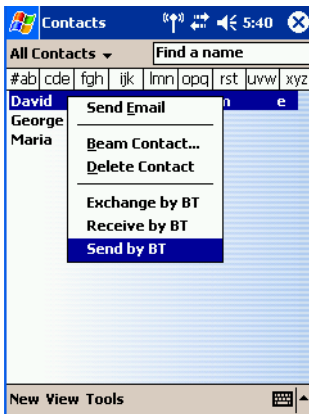 Contacts 5:40
All Contacts Find a name
#ab cde fgh ijk lmn opq rst uvw xyz
David n e
George
Maria
Send Email
Beam Contact...
Delete Contact
Exchange by BT
Receive by BT
Send by BT
New View Tools